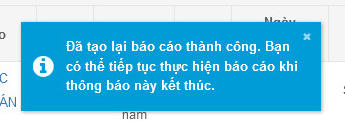 Ngày
o
Đã tạo lại báo cáo thành công. Bạn
có thể tiếp tục thực hiện báo cáo khi
thông báo này kết thúc.
C
ÁN
năm